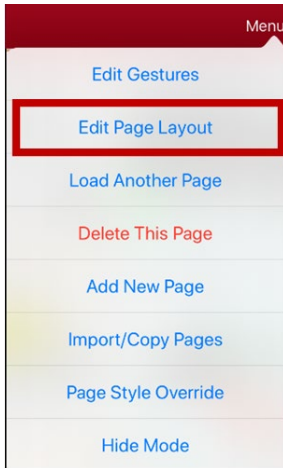 Menu
Edit Gestures
Edit Page Layout
Load Another Page
Delete This Page
Add New Page
Import/Copy Pages
Page Style Override
Hide Mode